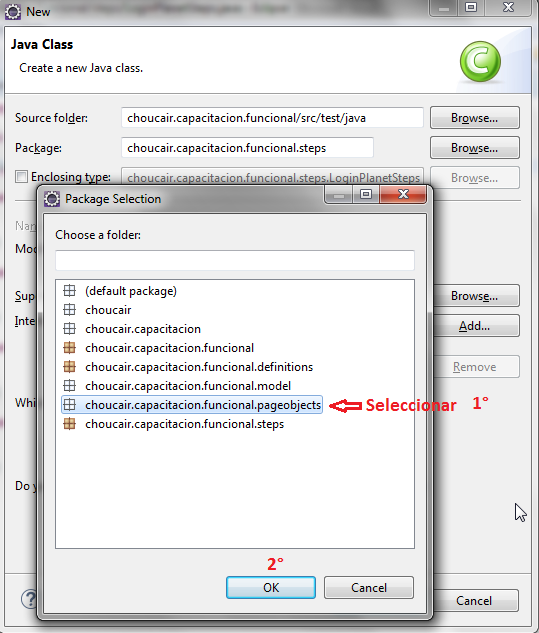 New
Java Class
Create a new Java class.
Source folder: choucair.capacitacion.funcional/src/test/java Browse...
Package: choucair.capacitacion.funcional.steps Browse...
Enclosing type: choucair.capacitacion.funcional.steps.LoginPlanetSteps Browse...
Package Selection
Choose a folder:
(default package)
choucair
choucair.capacitacion
choucair.capacitacion.funcional
choucair.capacitacion.funcional.definitions
choucair.capacitacion.funcional.model
choucair.capacitacion.funcional.pageobjects Seleccionar 1°
choucair.capacitacion.funcional.steps
2°
OK Cancel
Na
Mod
Sup Browse...
Inte Add...
Remove
Whi
Do y
Cancel